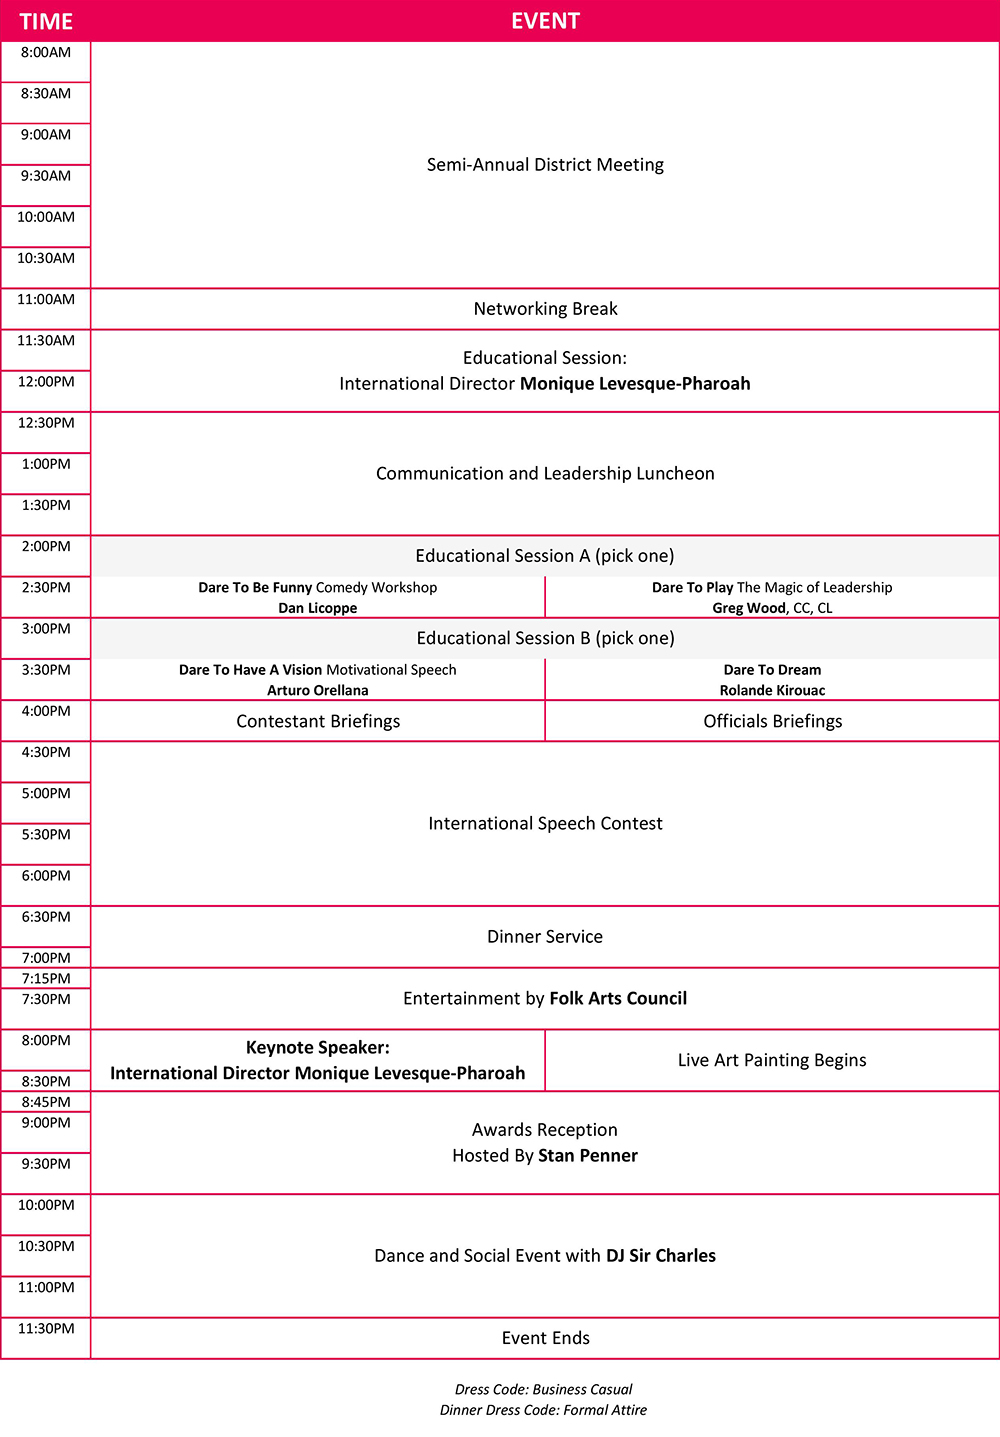 TIME EVENT
8:00AM
8:30AM
9:00AM
Semi-Annual District Meeting
9:30AM
10:00AM
10:30AM
11:00AM
Networking Break
11:30AM
Educational Session:
12:00PM
International Director Monique Levesque-Pharoah
12:30PM
1:00PM
Communication and Leadership Luncheon
1:30PM
2:00PM
Educational Session A (pick one)
2:30PM
Dare To Be Funny Comedy Workshop
Dan Licoppe
Dare To Play The Magic of Leadership
Greg Wood, CC, CL
3:00PM
Educational Session B (pick one)
3:30PM
Dare To Have A Vision Motivational Speech
Arturo Orellana
Dare To Dream
Rolande Kirouac
4:00PM
Contestant Briefings
Officials Briefings
4:30PM
5:00PM
International Speech Contest
5:30PM
6:00PM
6:30PM
Dinner Service
7:00PM
7:15PM
7:30PM
Entertainment by Folk Arts Council
8:00PM
Keynote Speaker:
International Director Monique Levesque-Pharoah
Live Art Painting Begins
8:30PM
8:45PM
9:00PM
Awards Reception
Hosted By Stan Penner
9:30PM
10:00PM
10:30PM
Dance and Social Event with DJ Sir Charles
11:00PM
11:30PM
Event Ends
Dress Code: Business Casual
Dinner Dress Code: Formal Attire